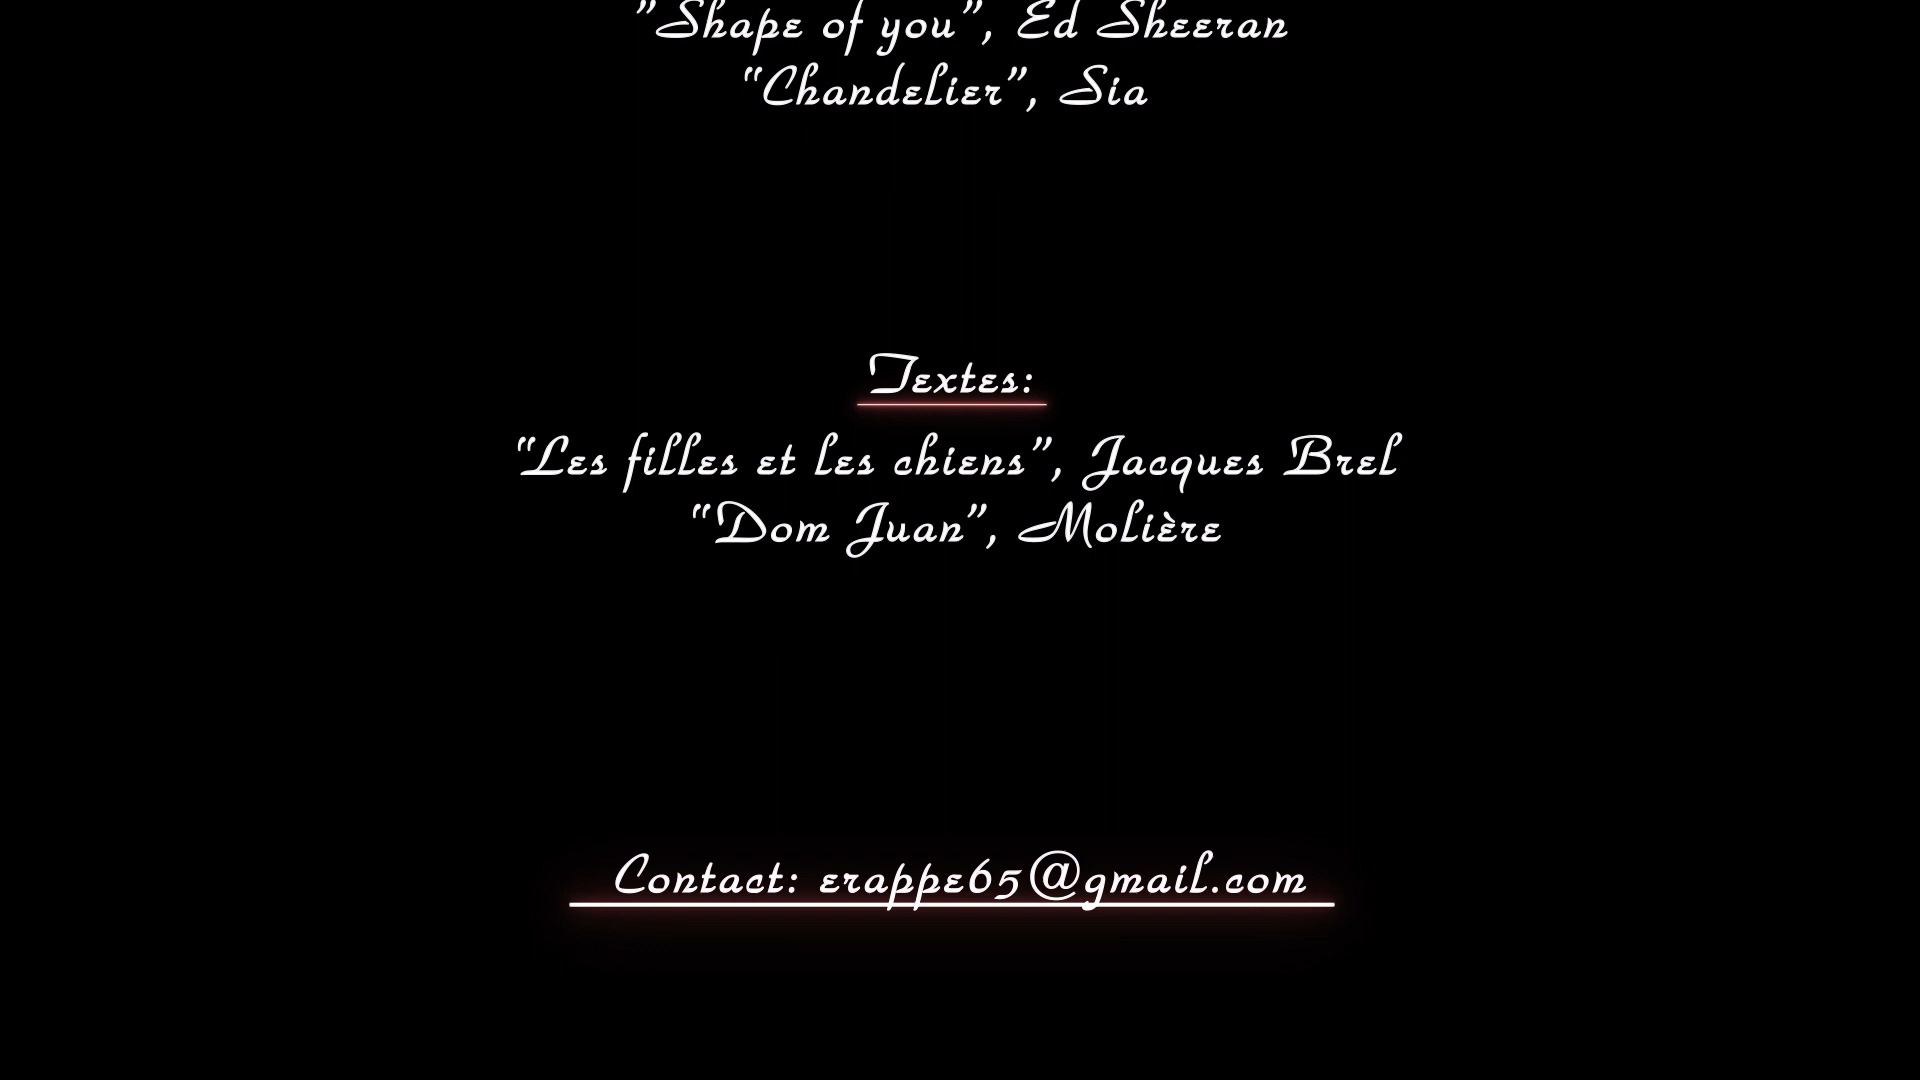 ”Shape of you”, Ed Sheeran
“Chandelier”, Sia
Textes:
“Les filles et les chiens”, Jacques Brel
“Dom Juan”, Molière
Contact: erappe65@gmail.com